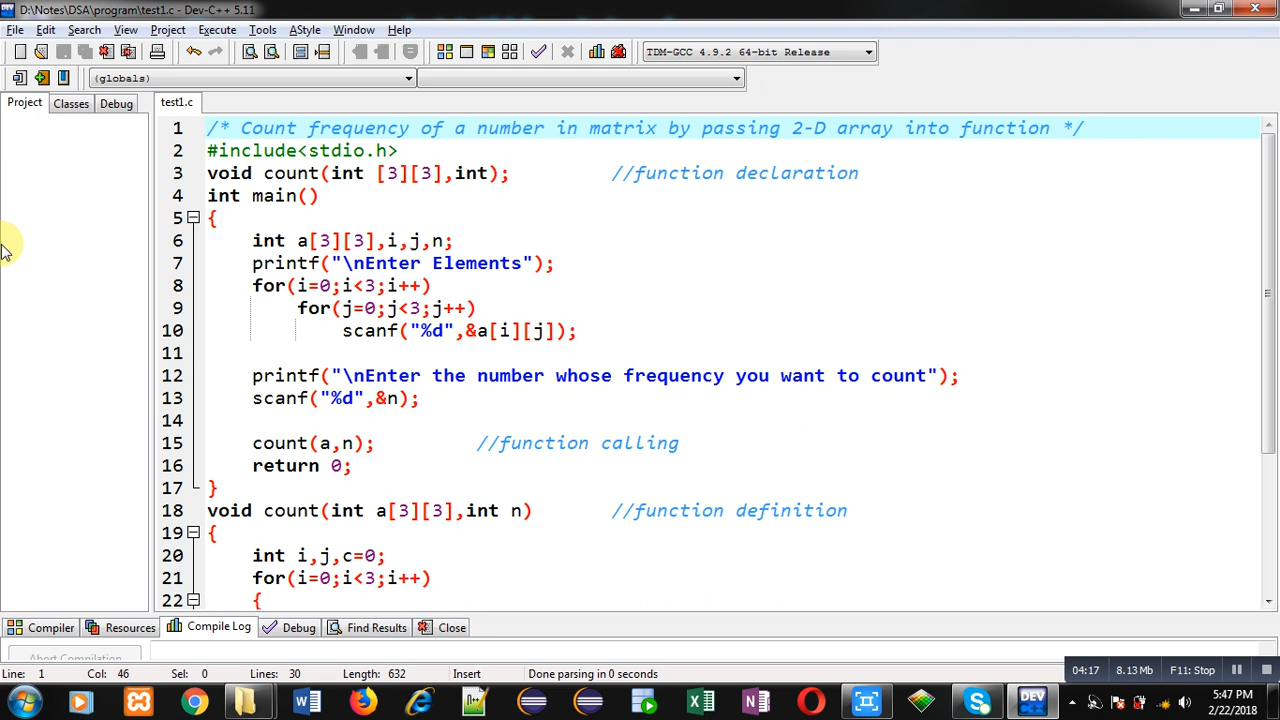 D:\Notes\DSA\program\test1.c - Dev-C++ 5.11
File Edit Search View Project Execute Tools AStyle Window Help
TDM-GCC 4.9.2 64-bit Release
(globals)
Project Classes Debug test1.c
1 /* Count frequency of a number in matrix by passing 2-D array into function */
2 #include<stdio.h>
3 void count(int [3][3],int); //function declaration
4 int main()
5 {
6 int a[3][3],i,j,n;
7 printf("\nEnter Elements");
8 for(i=0;i<3;i++)
9 for(j=0;j<3;j++)
10 scanf("%d",&a[i][j]);
11
12 printf("\nEnter the number whose frequency you want to count");
13 scanf("%d",&n);
14
15 count(a,n); //function calling
16 return 0;
17 }
18 void count(int a[3][3],int n) //function definition
19 {
20 int i,j,c=0;
21 for(i=0;i<3;i++)
22 {
Compiler Resources Compile Log Debug Find Results Close
Abort Compilation
Line: 1 Col: 46 Sel: 0 Lines: 30 Length: 632 Insert Done parsing in 0 seconds
04:17 8.13 Mb F11: Stop
DEV
5:47 PM
2/22/2018